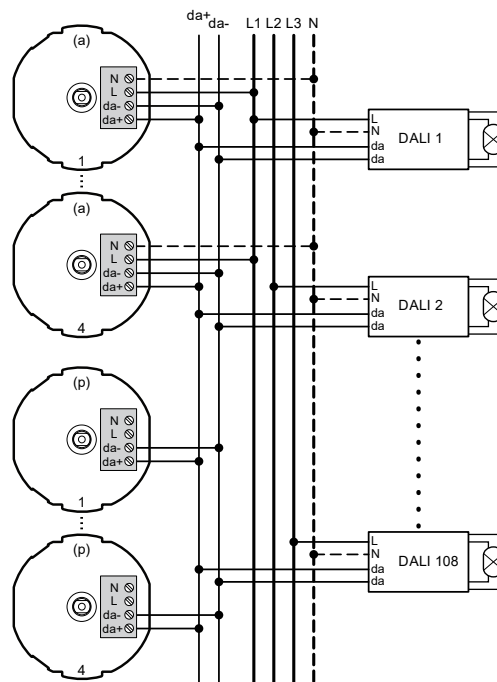 da+ da- L1 L2 L3 N
(a)
N
L
da-
da+
1
L
N
da
da
DALI 1
(a)
N
L
da-
da+
4
L
N
da
da
DALI 2
(p)
N
L
da-
da+
1
(p)
N
L
da-
da+
4
L
N
da
da
DALI 108